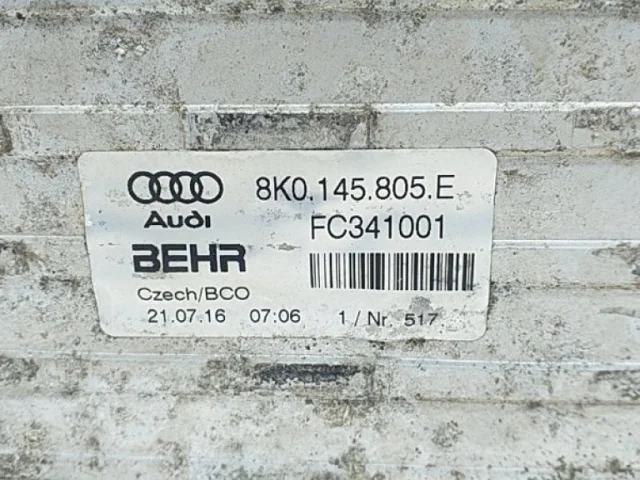 8K0.145.805.E
Audi
FC341001
BEHR
Czech/BCO
21.07.16 07:06 1/Nr. 517